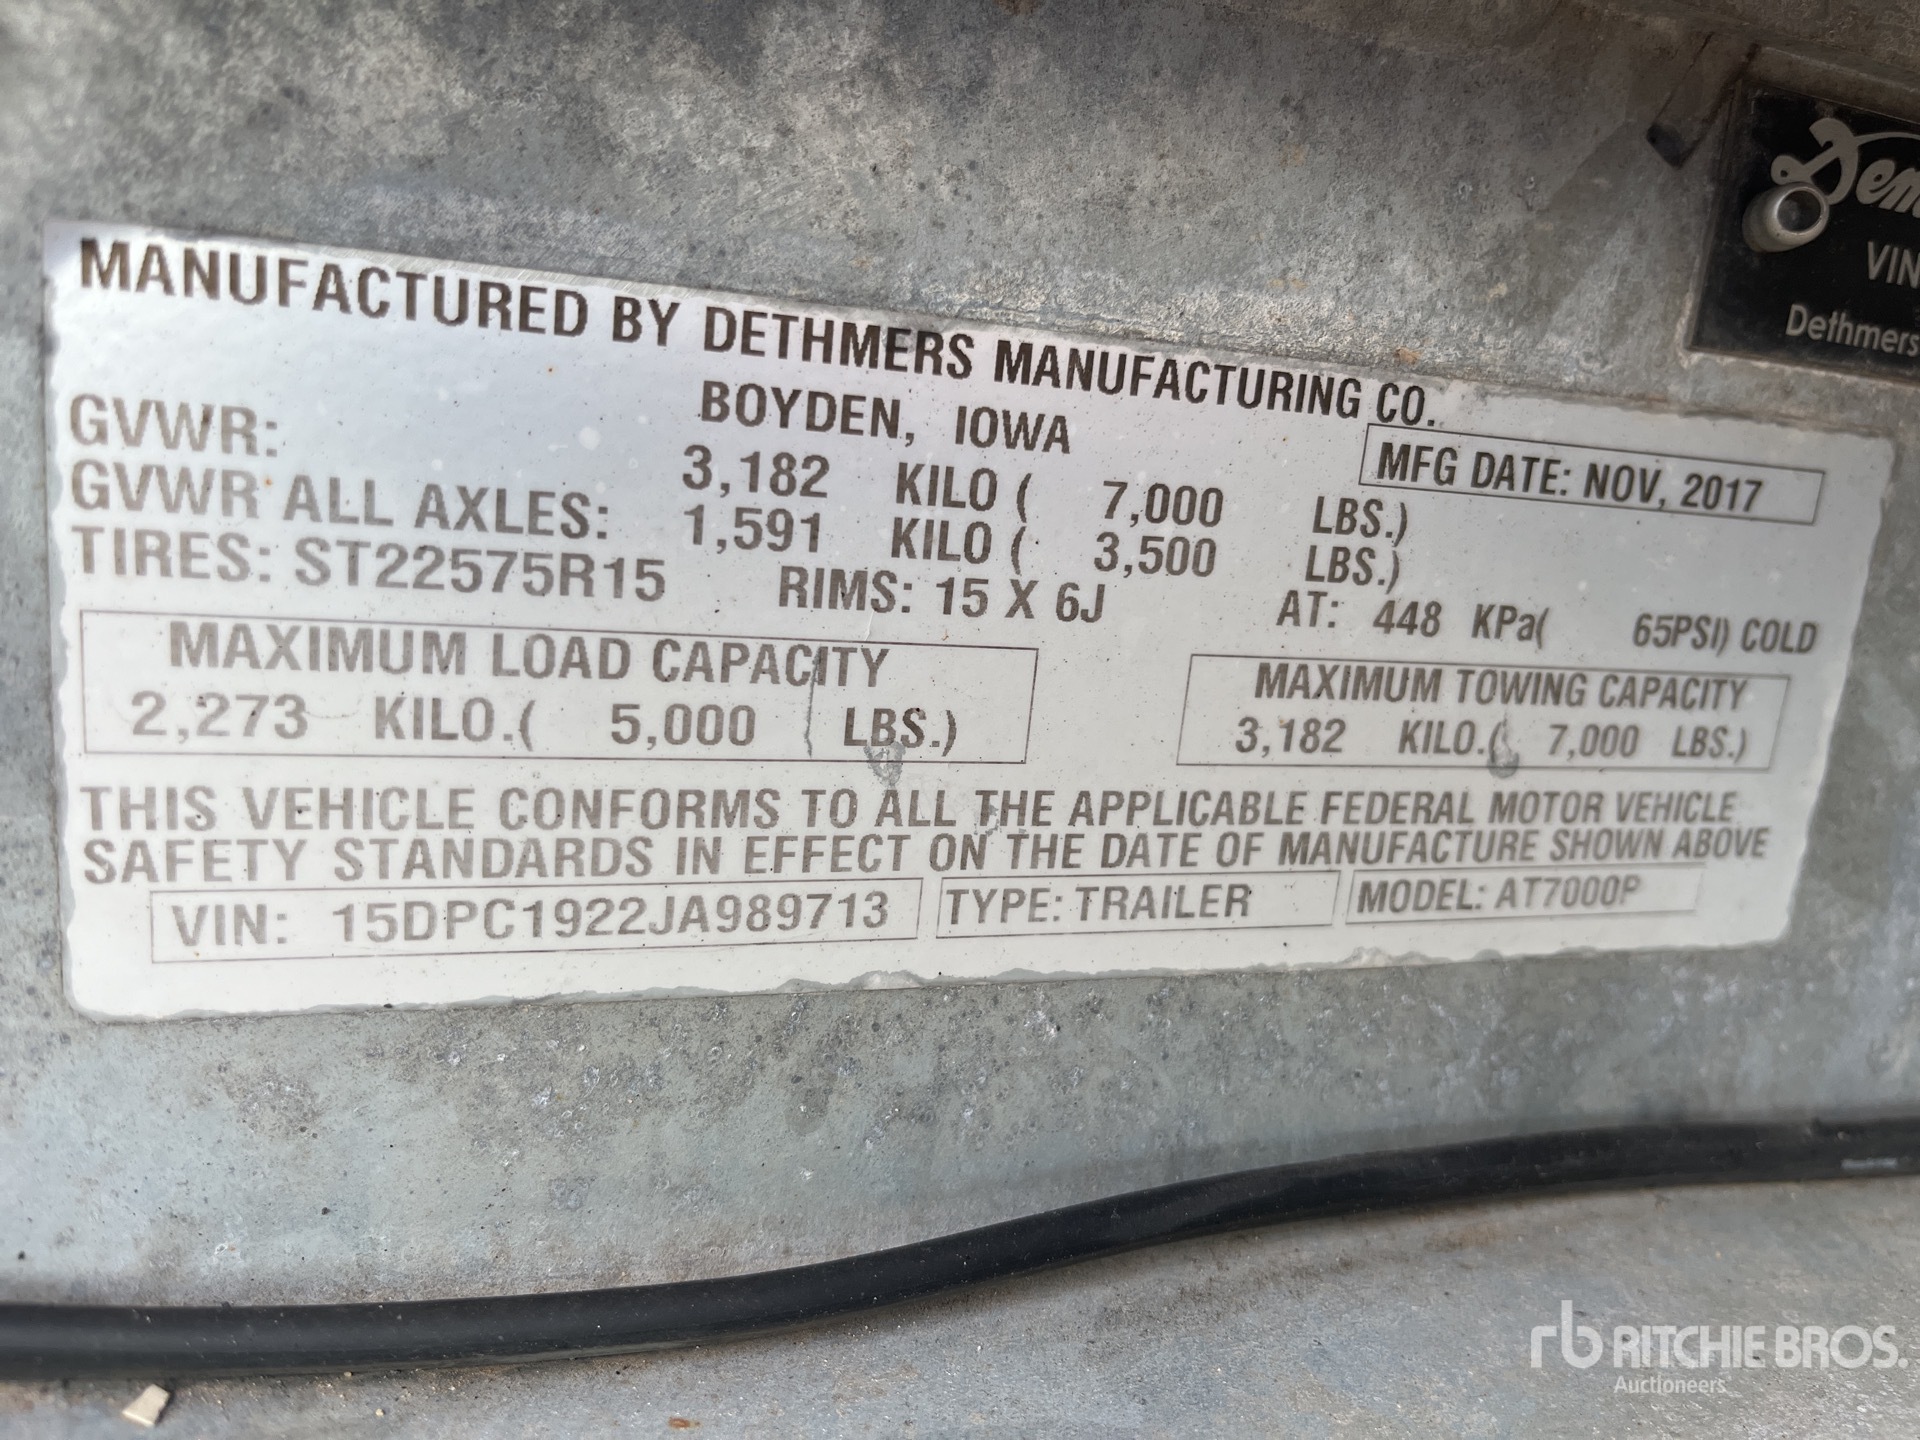 MANUFACTURED BY DETHMERS MANUFACTURING CO.
BOYDEN, IOWA
MFG DATE: NOV, 2017
GVWR: 3,182 KILO ( 7,000 LBS.)
GVWR ALL AXLES: 1,591 KILO ( 3,500 LBS.)
TIRES: ST22575R15 RIMS: 15 X 6J AT: 448 KPa( 65PSI) COLD
MAXIMUM LOAD CAPACITY
2,273 KILO.( 5,000 LBS.)
MAXIMUM TOWING CAPACITY
3,182 KILO.( 7,000 LBS.)
THIS VEHICLE CONFORMS TO ALL THE APPLICABLE FEDERAL MOTOR VEHICLE
SAFETY STANDARDS IN EFFECT ON THE DATE OF MANUFACTURE SHOWN ABOVE
VIN: 15DPC1922JA989713 TYPE: TRAILER MODEL: AT7000P
VIN
Dethmers
rb RITCHIE BROS.
Auctioneers